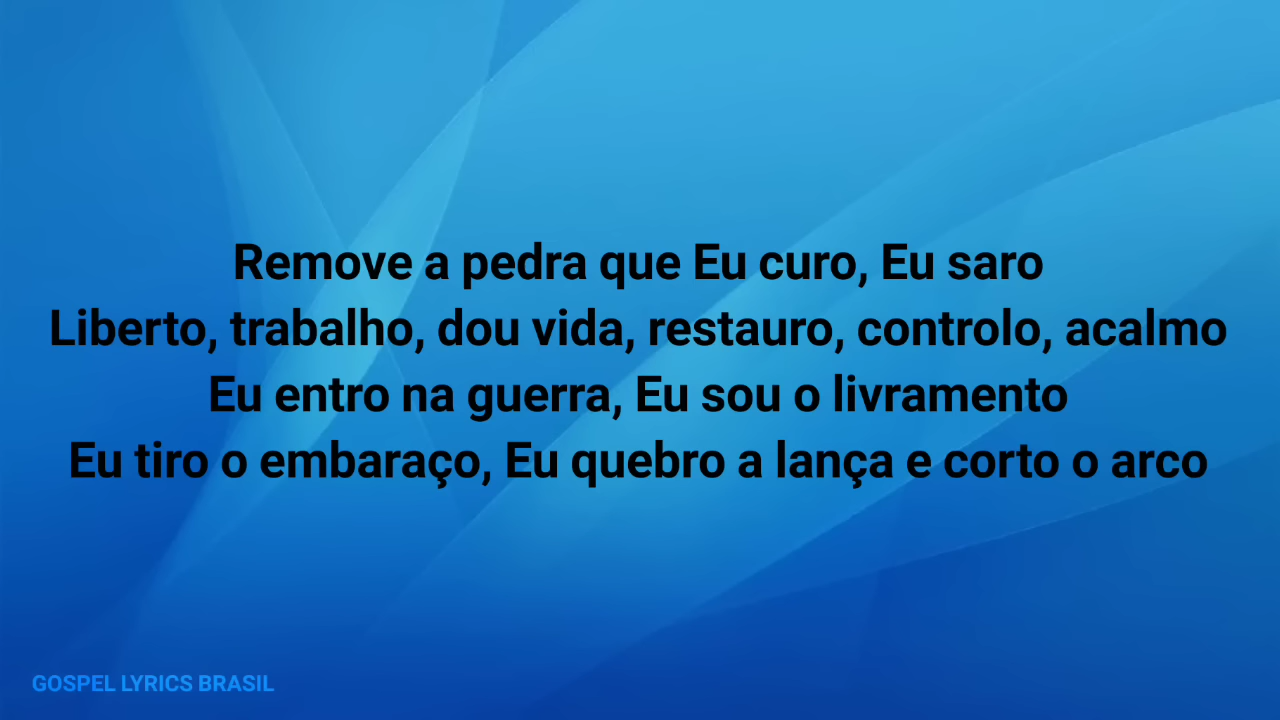 Remove a pedra que Eu curo, Eu saro
Liberto, trabalho, dou vida, restauro, controlo, acalmo
Eu entro na guerra, Eu sou o livramento
Eu tiro o embaraço, Eu quebro a lança e corto o arco
GOSPEL LYRICS BRASIL